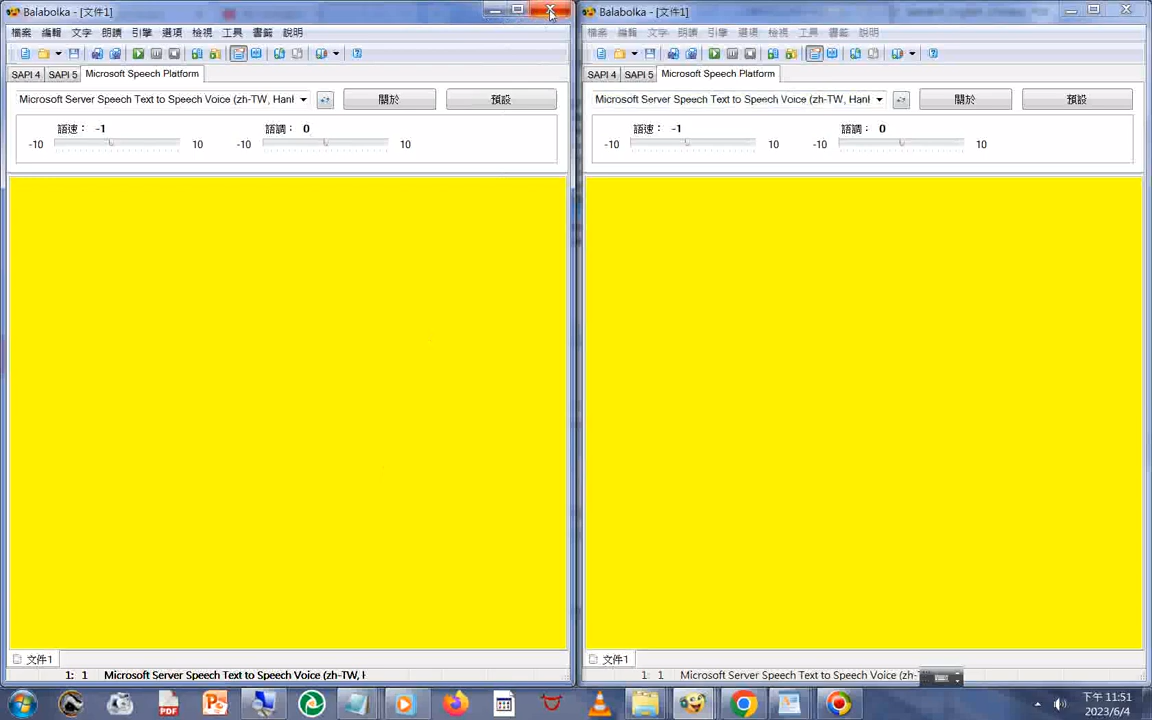 Balabolka - [文件1]
檔案 編輯 文字 朗讀 引擎 選項 檢視 工具 書籤 說明
SAPI 4 SAPI 5 Microsoft Speech Platform
Microsoft Server Speech Text to Speech Voice (zh-TW, Hanl
關於
預設
語速： -1
語調： 0
-10 10 -10 10
文件1
1: 1 Microsoft Server Speech Text to Speech Voice (zh-TW, I
Balabolka - [文件1]
檔案 編輯 文字 朗讀 引擎 選項 檢視 工具 書籤 說明
SAPI 4 SAPI 5 Microsoft Speech Platform
Microsoft Server Speech Text to Speech Voice (zh-TW, Hanl
關於
預設
語速： -1
語調： 0
-10 10 -10 10
文件1
1: 1 Microsoft Server Speech Text to Speech Voice (zh-T
PDF
下午 11:51
2023/6/4